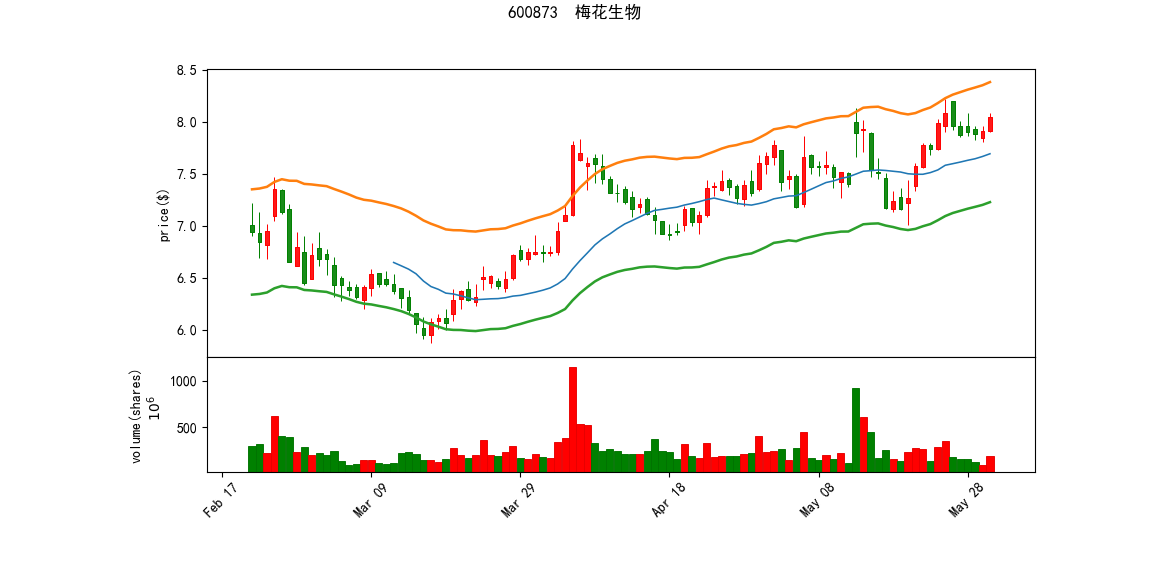 600873 梅花生物
8.5
8.0
7.5
7.0
6.5
6.0
price($)
1000
500
volume(shares)
10^6
Feb 17
Mar 09
Mar 29
Apr 18
May 08
May 28